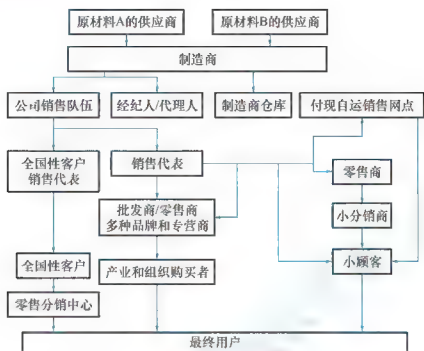 原材料A的供应商
原材料B的供应商
制造商
公司销售队伍
经纪人/代理人
制造商仓库
付现自运销售网点
全国性客户
销售代表
销售代表
零售商
批发商/零售商
多种品牌和专营商
小分销商
全国性客户
产业和组织购买者
小顾客
零售分销中心
最终用户